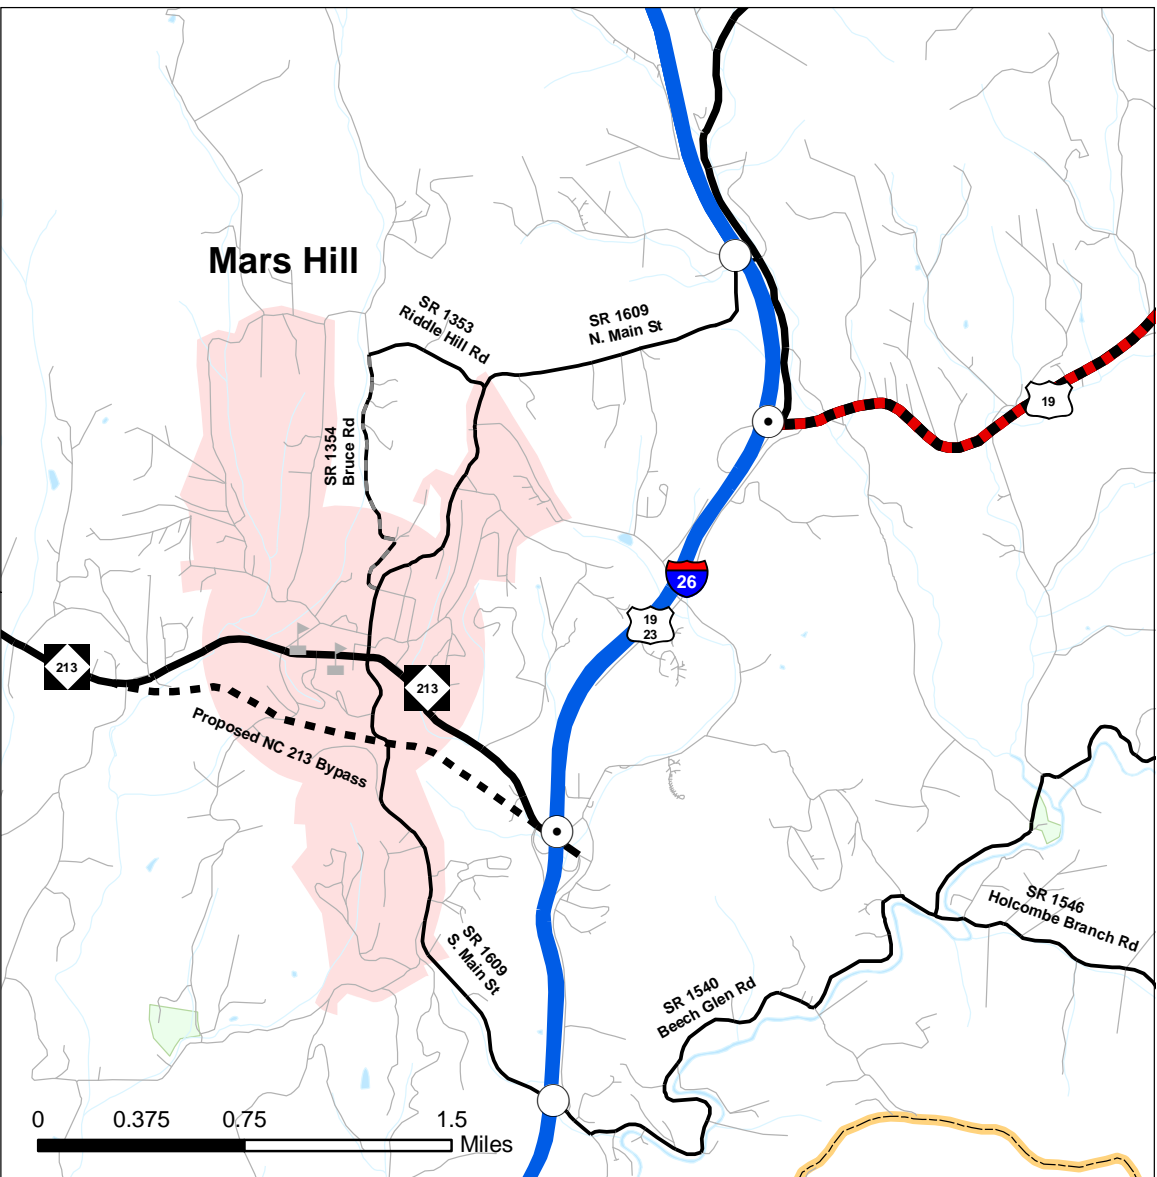 Mars Hill
SR 1353
Riddle Hill Rd
SR 1609
N. Main St
19
SR 1354
Bruce Rd
26
19
23
213
213
Proposed NC 213 Bypass
SR 1546
Holcombe Branch Rd
SR 1609
S. Main St
SR 1540
Beech Glen Rd
0 0.375 0.75 1.5
Miles